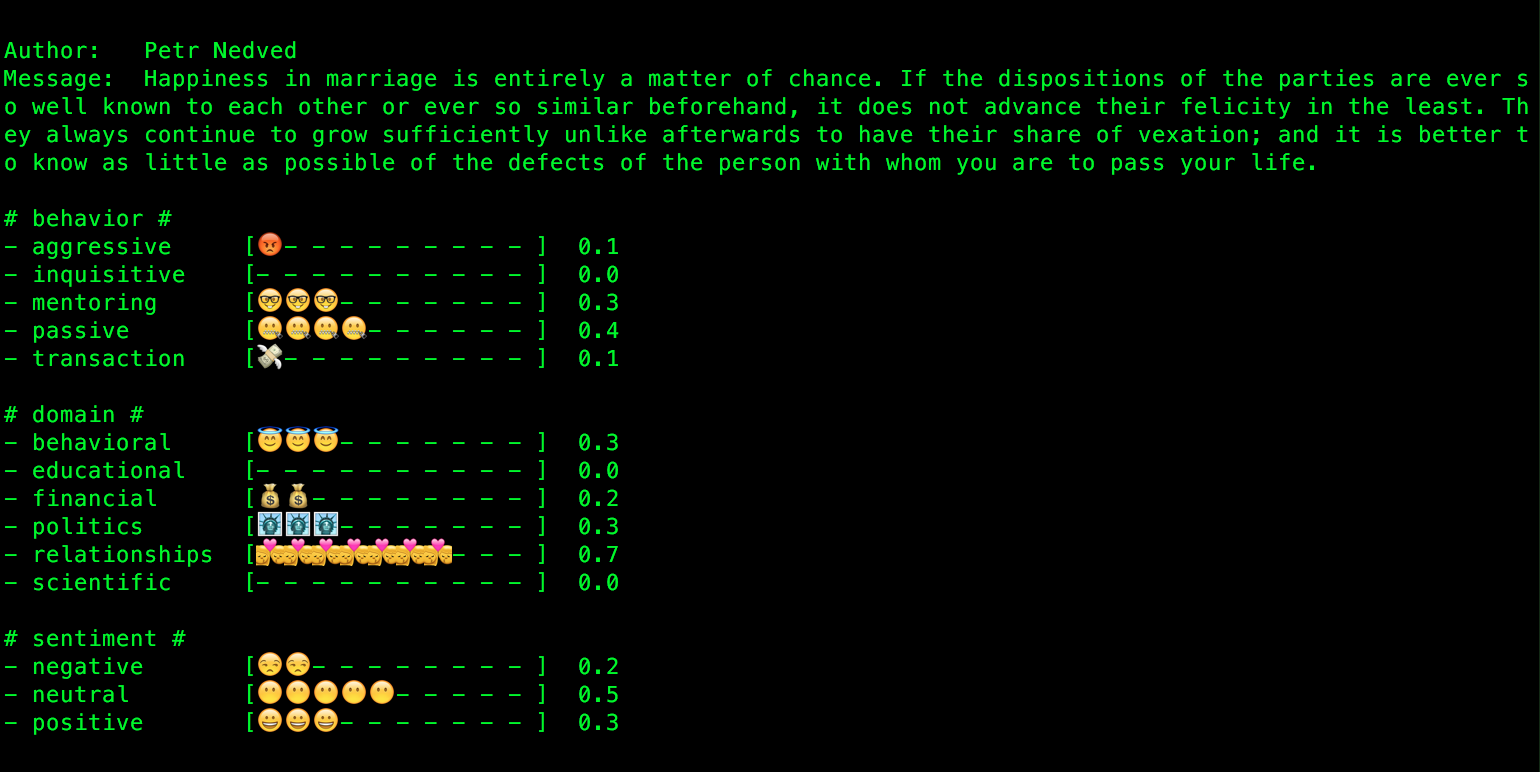 Author:   Petr Nedved
Message:  Happiness in marriage is entirely a matter of chance. If the dispositions of the parties are ever s
o well known to each other or ever so similar beforehand, it does not advance their felicity in the least. Th
ey always continue to grow sufficiently unlike afterwards to have their share of vexation; and it is better t
o know as little as possible of the defects of the person with whom you are to pass your life.

# behavior #
- aggressive     [😡- - - - - - - - - ]  0.1
- inquisitive    [- - - - - - - - - - ]  0.0
- mentoring      [🤓🤓🤓- - - - - - - ]  0.3
- passive        [🤐🤐🤐🤐- - - - - - ]  0.4
- transaction    [💸- - - - - - - - - ]  0.1

# domain #
- behavioral     [😇😇😇- - - - - - - ]  0.3
- educational    [- - - - - - - - - - ]  0.0
- financial      [💰💰- - - - - - - - ]  0.2
- politics       [🗽🗽🗽- - - - - - - ]  0.3
- relationships  [💏💏💏💏💏💏💏- - - ]  0.7
- scientific     [- - - - - - - - - - ]  0.0

# sentiment #
- negative       [😒😒- - - - - - - - ]  0.2
- neutral        [😶😶😶😶😶- - - - - ]  0.5
- positive       [😀😀😀- - - - - - - ]  0.3